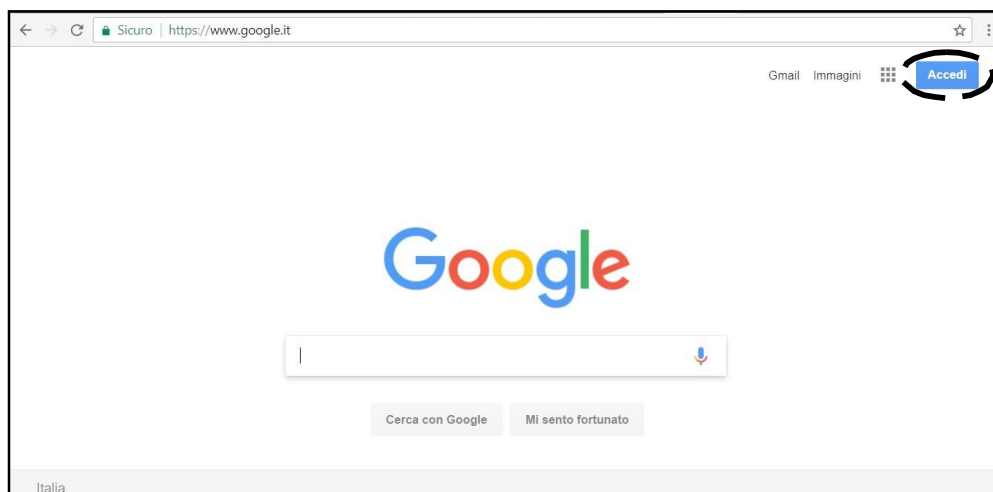 Sicuro | https://www.google.it
Gmail Immagini Accedi
Google
Cerca con Google Mi sento fortunato
Italia